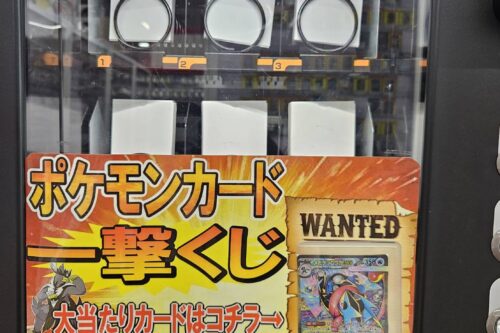 1 2 3
ポケモンカード
一撃くじ
WANTED
大当たりカードはコチラ→